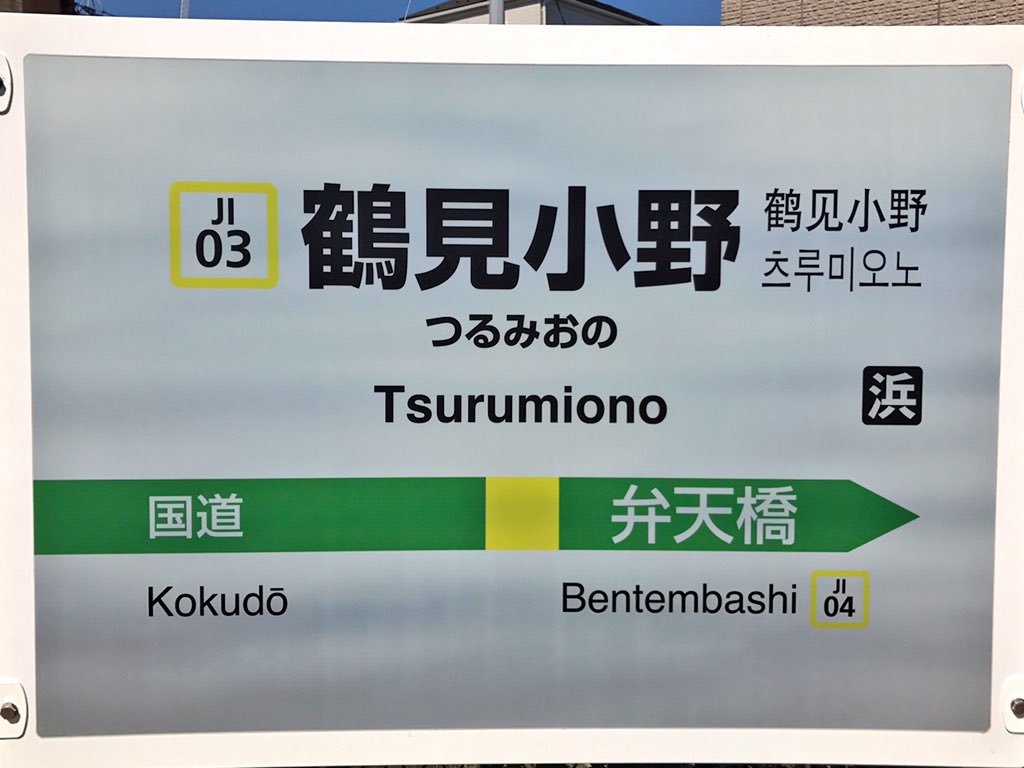 JI
03
鶴見小野
鹤见小野
츠루미오노
つるみおの
Tsurumiono
浜
国道
弁天橋
Kokudō
Bentembashi
JI
04